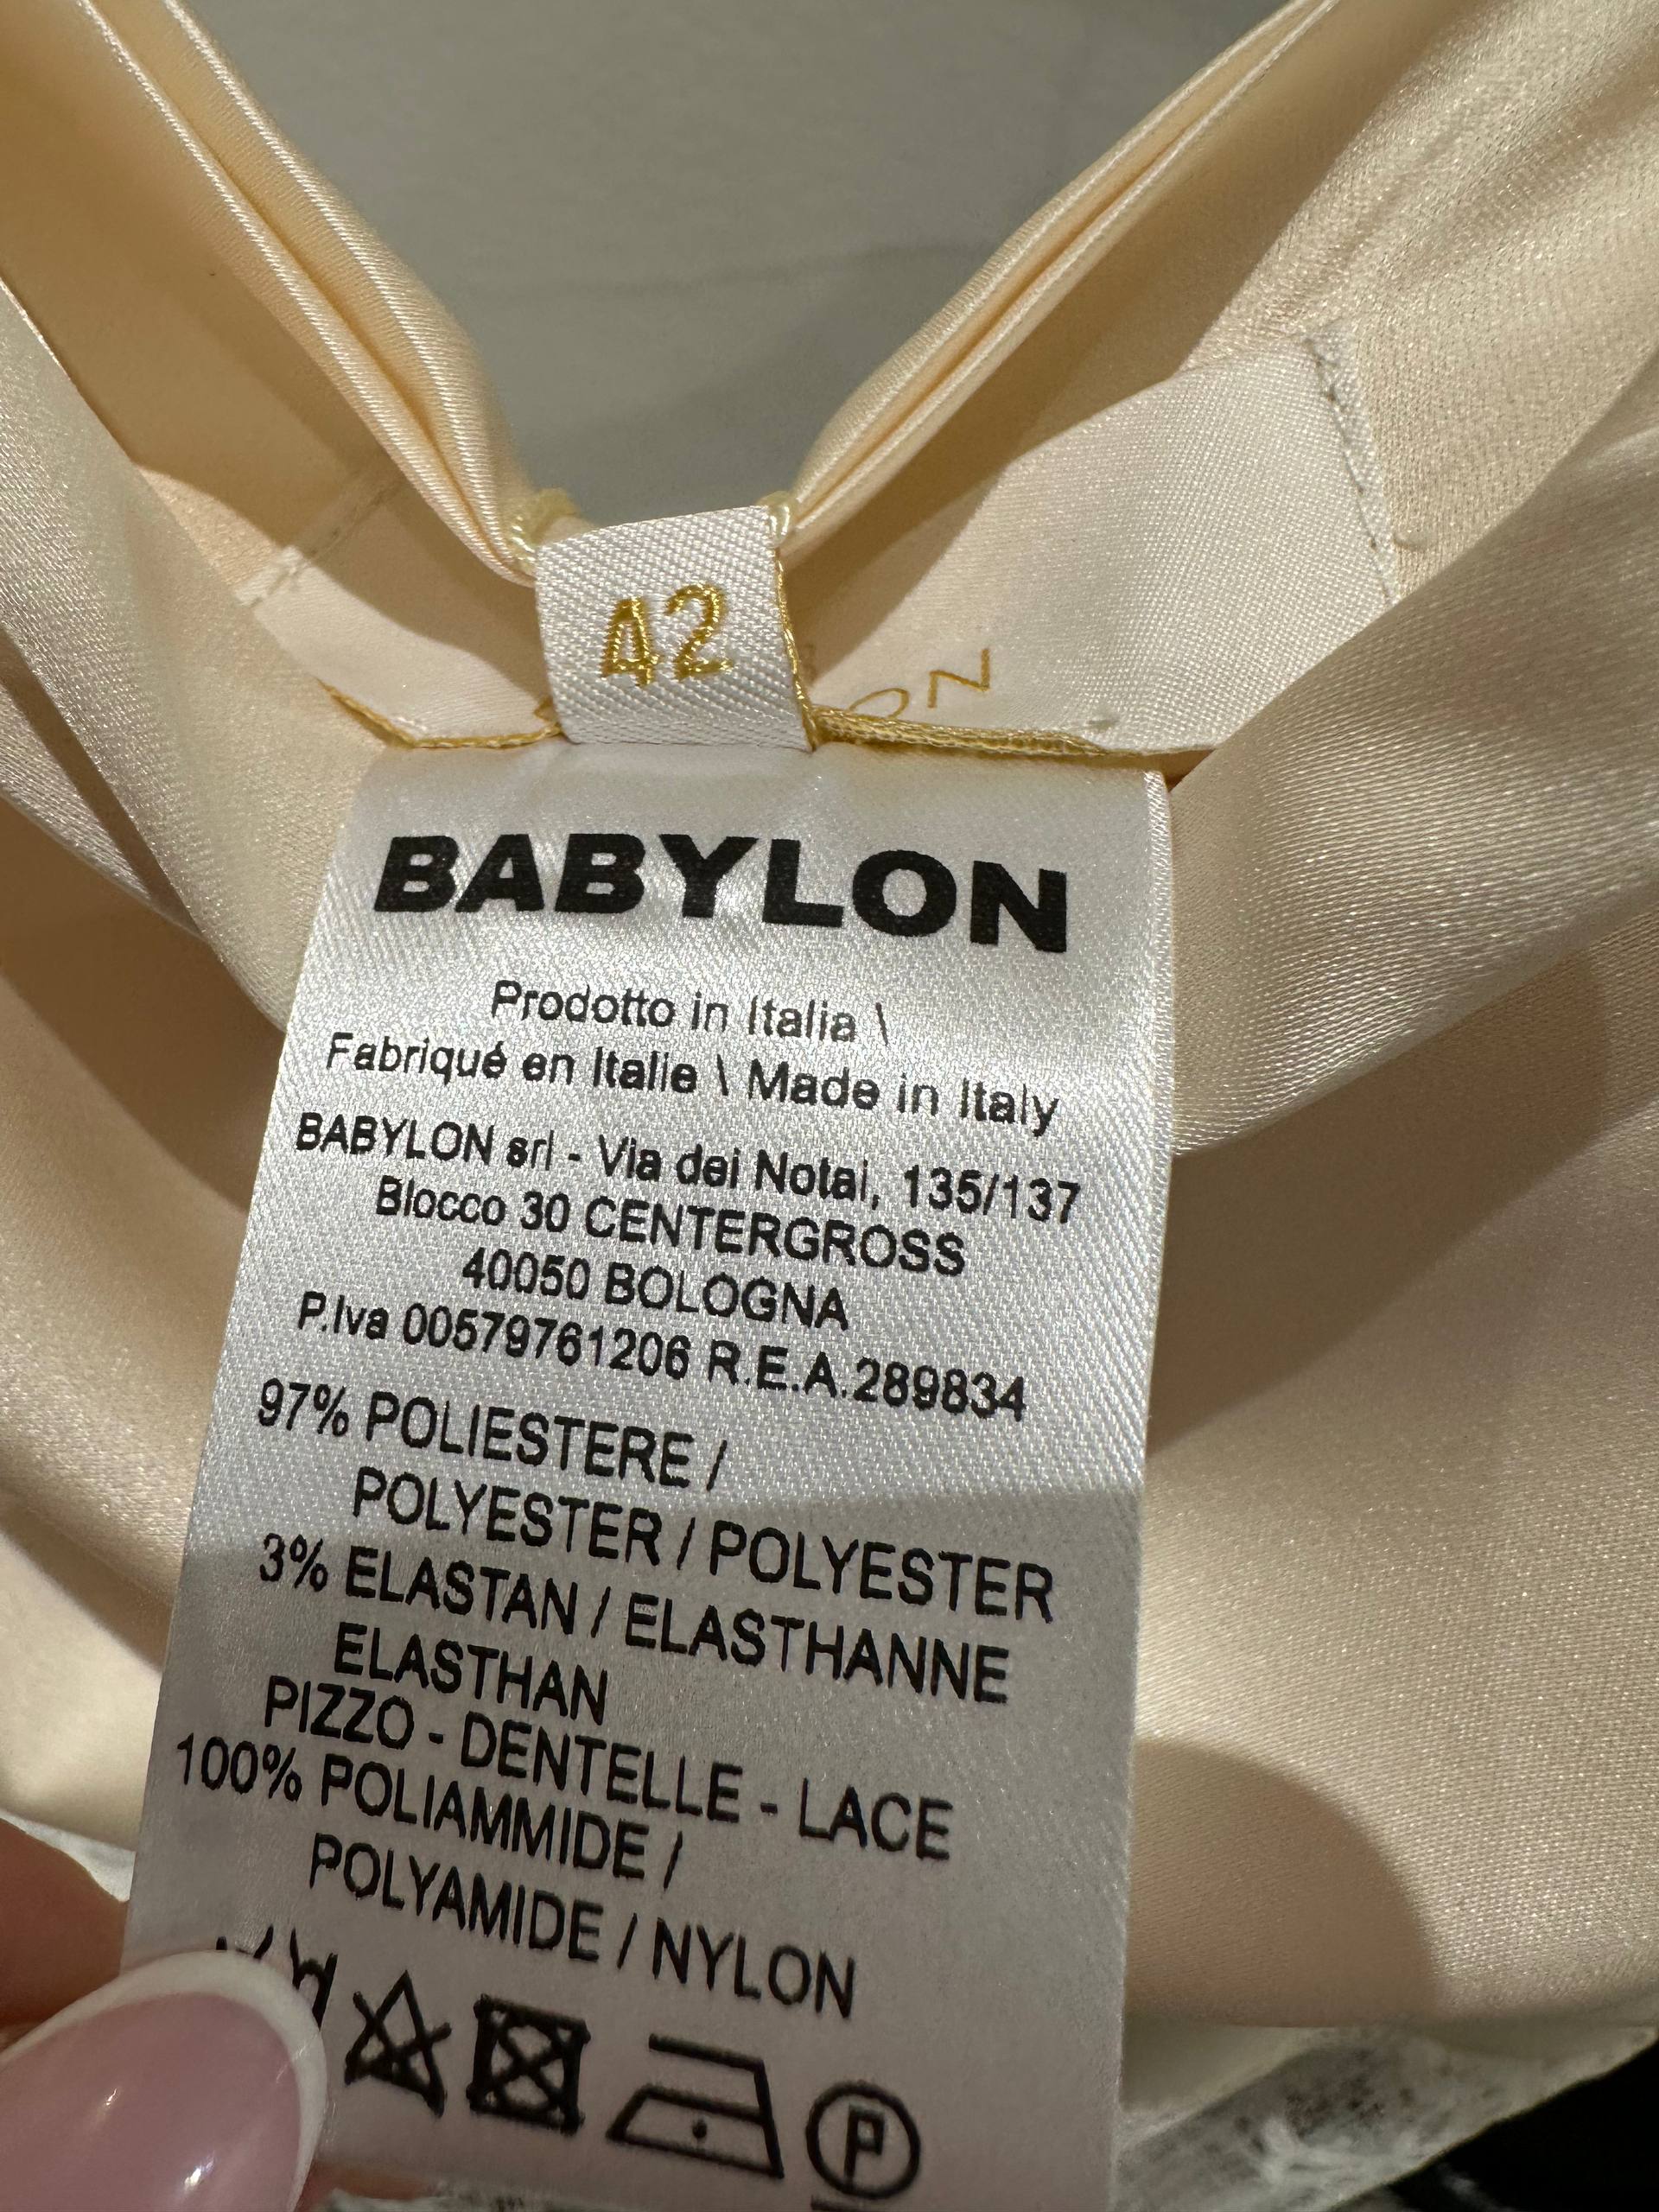 42
ON
BABYLON
Prodotto in Italia \
Fabriqué en Italie \ Made in Italy
BABYLON srl - Via dei Notai, 135/137
Blocco 30 CENTERGROSS
40050 BOLOGNA
P.Iva 00579761206 R.E.A.289834
97% POLIESTERE /
POLYESTER / POLYESTER
3% ELASTAN / ELASTHANNE
ELASTHAN
PIZZO - DENTELLE - LACE
100% POLIAMMIDE /
POLYAMIDE / NYLON
P